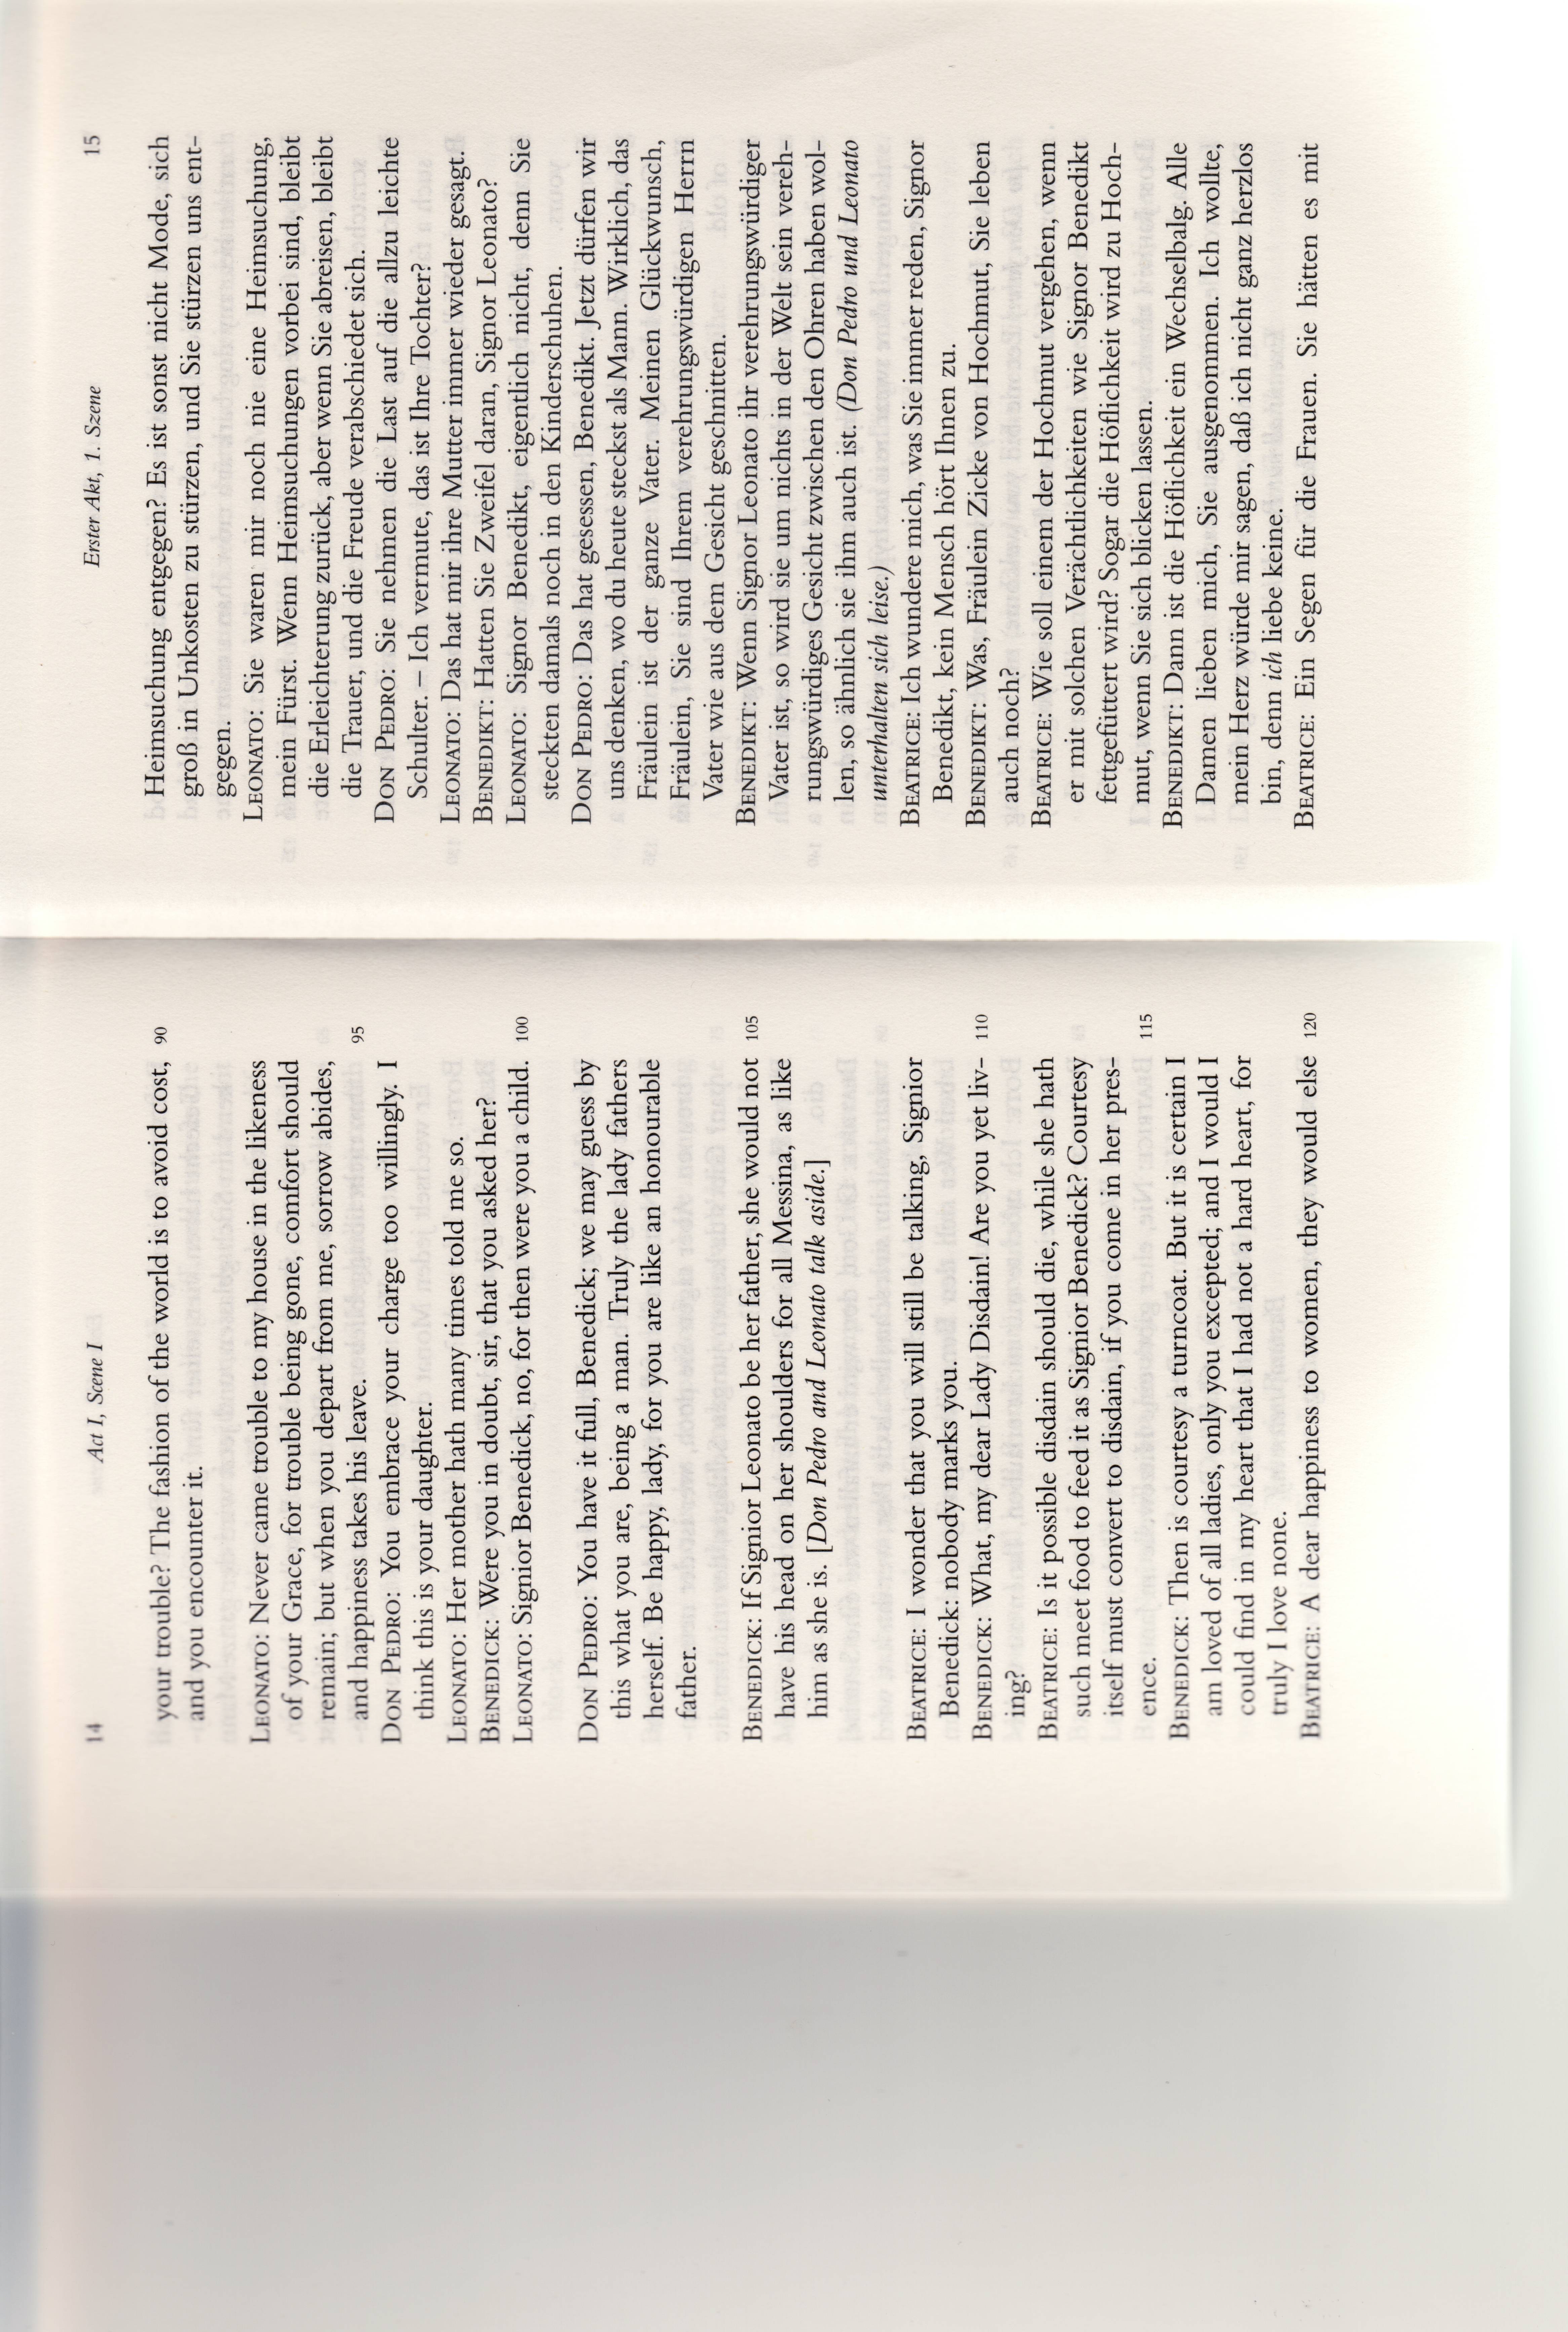 14
Act I, Scene I
your trouble? The fashion of the world is to avoid cost, 90
and you encounter it.
LEONATO: Never came trouble to my house in the likeness
of your Grace, for trouble being gone, comfort should
remain; but when you depart from me, sorrow abides,
and happiness takes his leave. 95
DON PEDRO: You embrace your charge too willingly. I
think this is your daughter.
LEONATO: Her mother hath many times told me so.
BENEDICK: Were you in doubt, sir, that you asked her?
LEONATO: Signior Benedick, no, for then were you a child. 100
DON PEDRO: You have it full, Benedick; we may guess by
this what you are, being a man. Truly the lady fathers
herself. Be happy, lady, for you are like an honourable
father.
BENEDICK: If Signior Leonato be her father, she would not 105
have his head on her shoulders for all Messina, as like
him as she is. [Don Pedro and Leonato talk aside.]
BEATRICE: I wonder that you will still be talking, Signior
Benedick: nobody marks you.
BENEDICK: What, my dear Lady Disdain! Are you yet liv- 110
ing?
BEATRICE: Is it possible disdain should die, while she hath
such meet food to feed it as Signior Benedick? Courtesy
itself must convert to disdain, if you come in her pres-
ence. 115
BENEDICK: Then is courtesy a turncoat. But it is certain I
am loved of all ladies, only you excepted; and I would I
could find in my heart that I had not a hard heart, for
truly I love none.
BEATRICE: A dear happiness to women, they would else 120
Erster Akt, 1. Szene
15
Heimsuchung entgegen? Es ist sonst nicht Mode, sich
groß in Unkosten zu stürzen, und Sie stürzen uns ent-
gegen.
LEONATO: Sie waren mir noch nie eine Heimsuchung,
mein Fürst. Wenn Heimsuchungen vorbei sind, bleibt
die Erleichterung zurück, aber wenn Sie abreisen, bleibt
die Trauer, und die Freude verabschiedet sich.
DON PEDRO: Sie nehmen die Last auf die allzu leichte
Schulter. – Ich vermute, das ist Ihre Tochter?
LEONATO: Das hat mir ihre Mutter immer wieder gesagt.
BENEDIKT: Hatten Sie Zweifel daran, Signor Leonato?
LEONATO: Signor Benedikt, eigentlich nicht, denn Sie
steckten damals noch in den Kinderschuhen.
DON PEDRO: Das hat gesessen, Benedikt. Jetzt dürfen wir
uns denken, wo du heute steckst als Mann. Wirklich, das
Fräulein ist der ganze Vater. Meinen Glückwunsch,
Fräulein, Sie sind Ihrem verehrungswürdigen Herrn
Vater wie aus dem Gesicht geschnitten.
BENEDIKT: Wenn Signor Leonato ihr verehrungswürdiger
Vater ist, so wird sie um nichts in der Welt sein vereh-
rungswürdiges Gesicht zwischen den Ohren haben wol-
len, so ähnlich sie ihm auch ist. (Don Pedro und Leonato
unterhalten sich leise.)
BEATRICE: Ich wundere mich, was Sie immer reden, Signor
Benedikt, kein Mensch hört Ihnen zu.
BENEDIKT: Was, Fräulein Zicke von Hochmut, Sie leben
auch noch?
BEATRICE: Wie soll einem der Hochmut vergehen, wenn
er mit solchen Verächtlichkeiten wie Signor Benedikt
fettgefüttert wird? Sogar die Höflichkeit wird zu Hoch-
mut, wenn Sie sich blicken lassen.
BENEDIKT: Dann ist die Höflichkeit ein Wechselbalg. Alle
Damen lieben mich, Sie ausgenommen. Ich wollte,
mein Herz würde mir sagen, daß ich nicht ganz herzlos
bin, denn ich liebe keine.
BEATRICE: Ein Segen für die Frauen. Sie hätten es mit